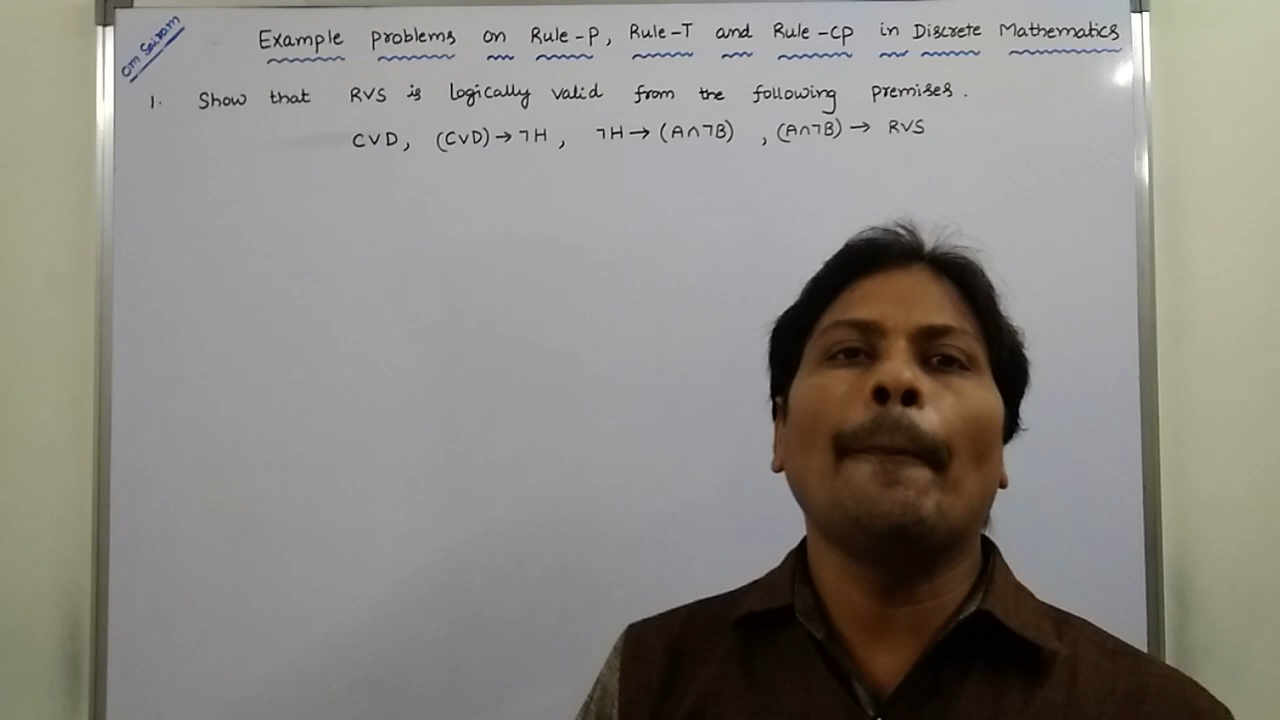 Om Sairam
Example problems on Rule-P, Rule-T and Rule-CP in Discrete Mathematics
1. Show that RVS is logically valid from the following premises.
CVD, (CVD)→¬H, ¬H→(A∩¬B), (A∩¬B)→ RVS